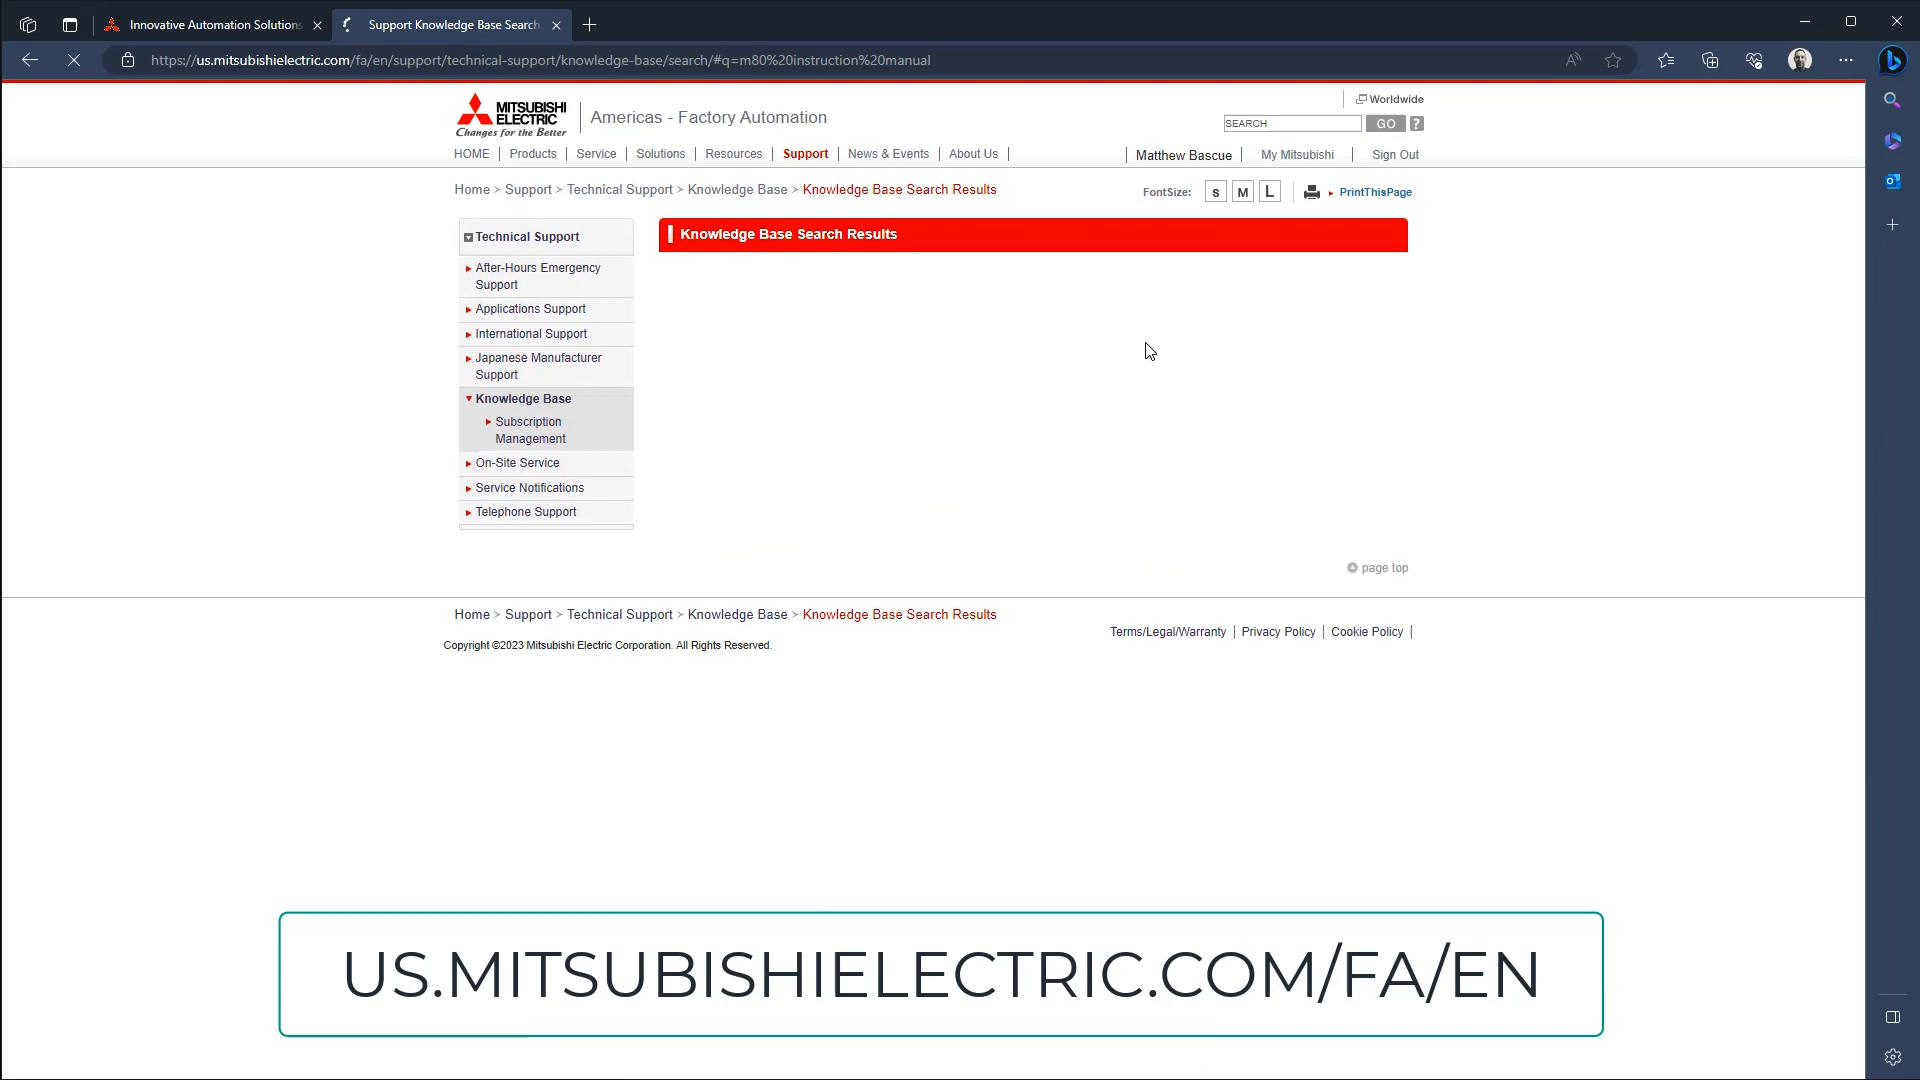 Innovative Automation Solutions
Support Knowledge Base Search
https://us.mitsubishielectric.com/fa/en/support/technical-support/knowledge-base/search/#q=m80%20instruction%20manual
MITSUBISHI
ELECTRIC
Changes for the Better
Americas - Factory Automation
Worldwide
SEARCH
GO
?
HOME
Products
Service
Solutions
Resources
Support
News & Events
About Us
Matthew Bascue
My Mitsubishi
Sign Out
Home > Support > Technical Support > Knowledge Base > Knowledge Base Search Results
FontSize:
S
M
L
PrintThisPage
Technical Support
After-Hours Emergency
Support
Applications Support
International Support
Japanese Manufacturer
Support
Knowledge Base
Subscription
Management
On-Site Service
Service Notifications
Telephone Support
Knowledge Base Search Results
page top
Home > Support > Technical Support > Knowledge Base > Knowledge Base Search Results
Terms/Legal/Warranty
Privacy Policy
Cookie Policy
Copyright ©2023 Mitsubishi Electric Corporation. All Rights Reserved.
US.MITSUBISHIELECTRIC.COM/FA/EN